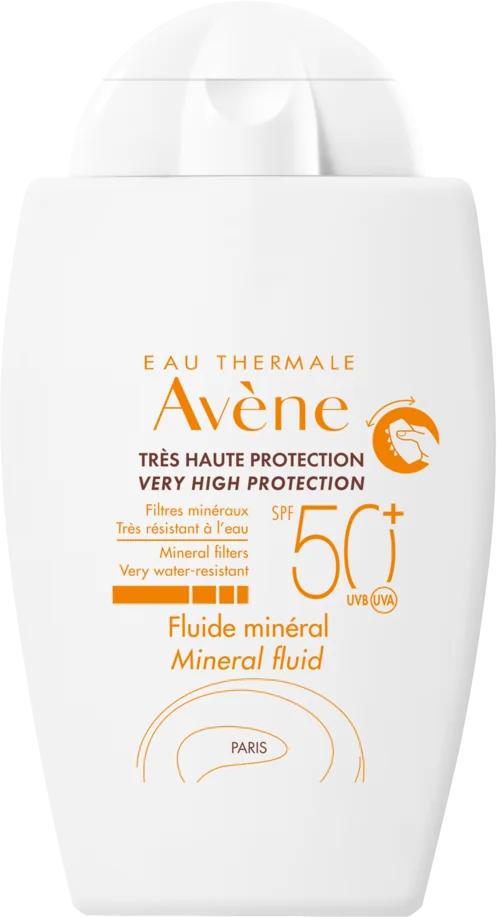 EAU THERMALE
Avène
TRÈS HAUTE PROTECTION
VERY HIGH PROTECTION
Filtres minéraux
Très résistant à l'eau
Mineral filters
Very water-resistant
SPF 50+
UVB UVA
Fluide minéral
Mineral fluid
PARIS